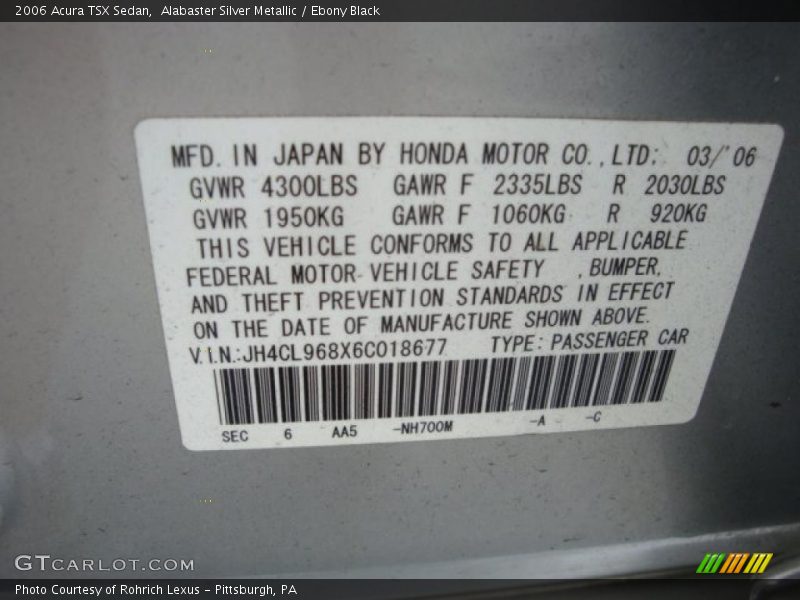 2006 Acura TSX Sedan,  Alabaster Silver Metallic / Ebony Black
MFD. IN JAPAN BY HONDA MOTOR CO.,LTD: 03/'06
GVWR 4300LBS GAWR F 2335LBS R 2030LBS
GVWR 1950KG GAWR F 1060KG R 920KG
THIS VEHICLE CONFORMS TO ALL APPLICABLE
FEDERAL MOTOR VEHICLE SAFETY ,BUMPER,
AND THEFT PREVENTION STANDARDS IN EFFECT
ON THE DATE OF MANUFACTURE SHOWN ABOVE.
V.I.N.:JH4CL968X6C018677 TYPE: PASSENGER CAR
SEC 6 AA5 -NH700M -A -C
GTCARLOT.COM
Photo Courtesy of Rohrich Lexus - Pittsburgh, PA